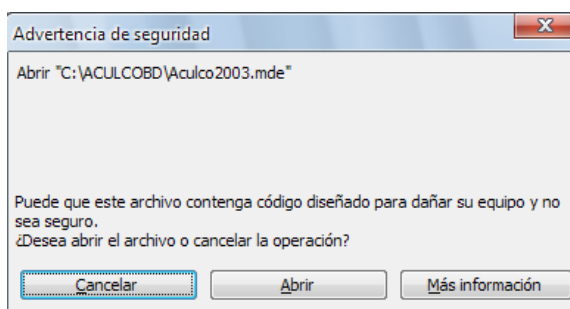 Advertencia de seguridad
Abrir "C:\ACULCOBD\Aculco2003.mde"
Puede que este archivo contenga código diseñado para dañar su equipo y no
sea seguro.
¿Desea abrir el archivo o cancelar la operación?
Cancelar Abrir Más información